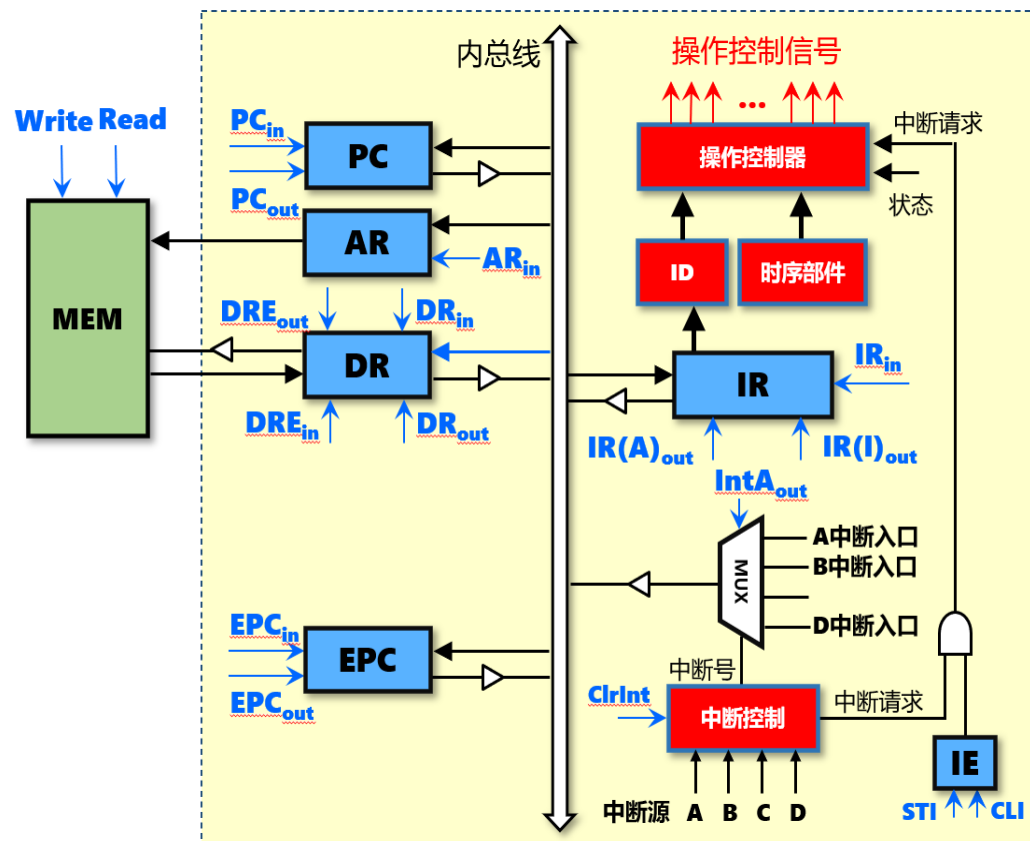 内总线
操作控制信号
Write Read
PCin
PC
PCout
...
操作控制器
中断请求
状态
AR
ARin
ID
时序部件
MEM
DREout
DRin
DR
DREin
DRout
IR
IRin
IR(A)out
IR(I)out
IntAout
MUX
A中断入口
B中断入口
D中断入口
EPCin
EPC
EPCout
中断号
ClrInt
中断控制
中断请求
IE
STI
CLI
中断源 A B C D